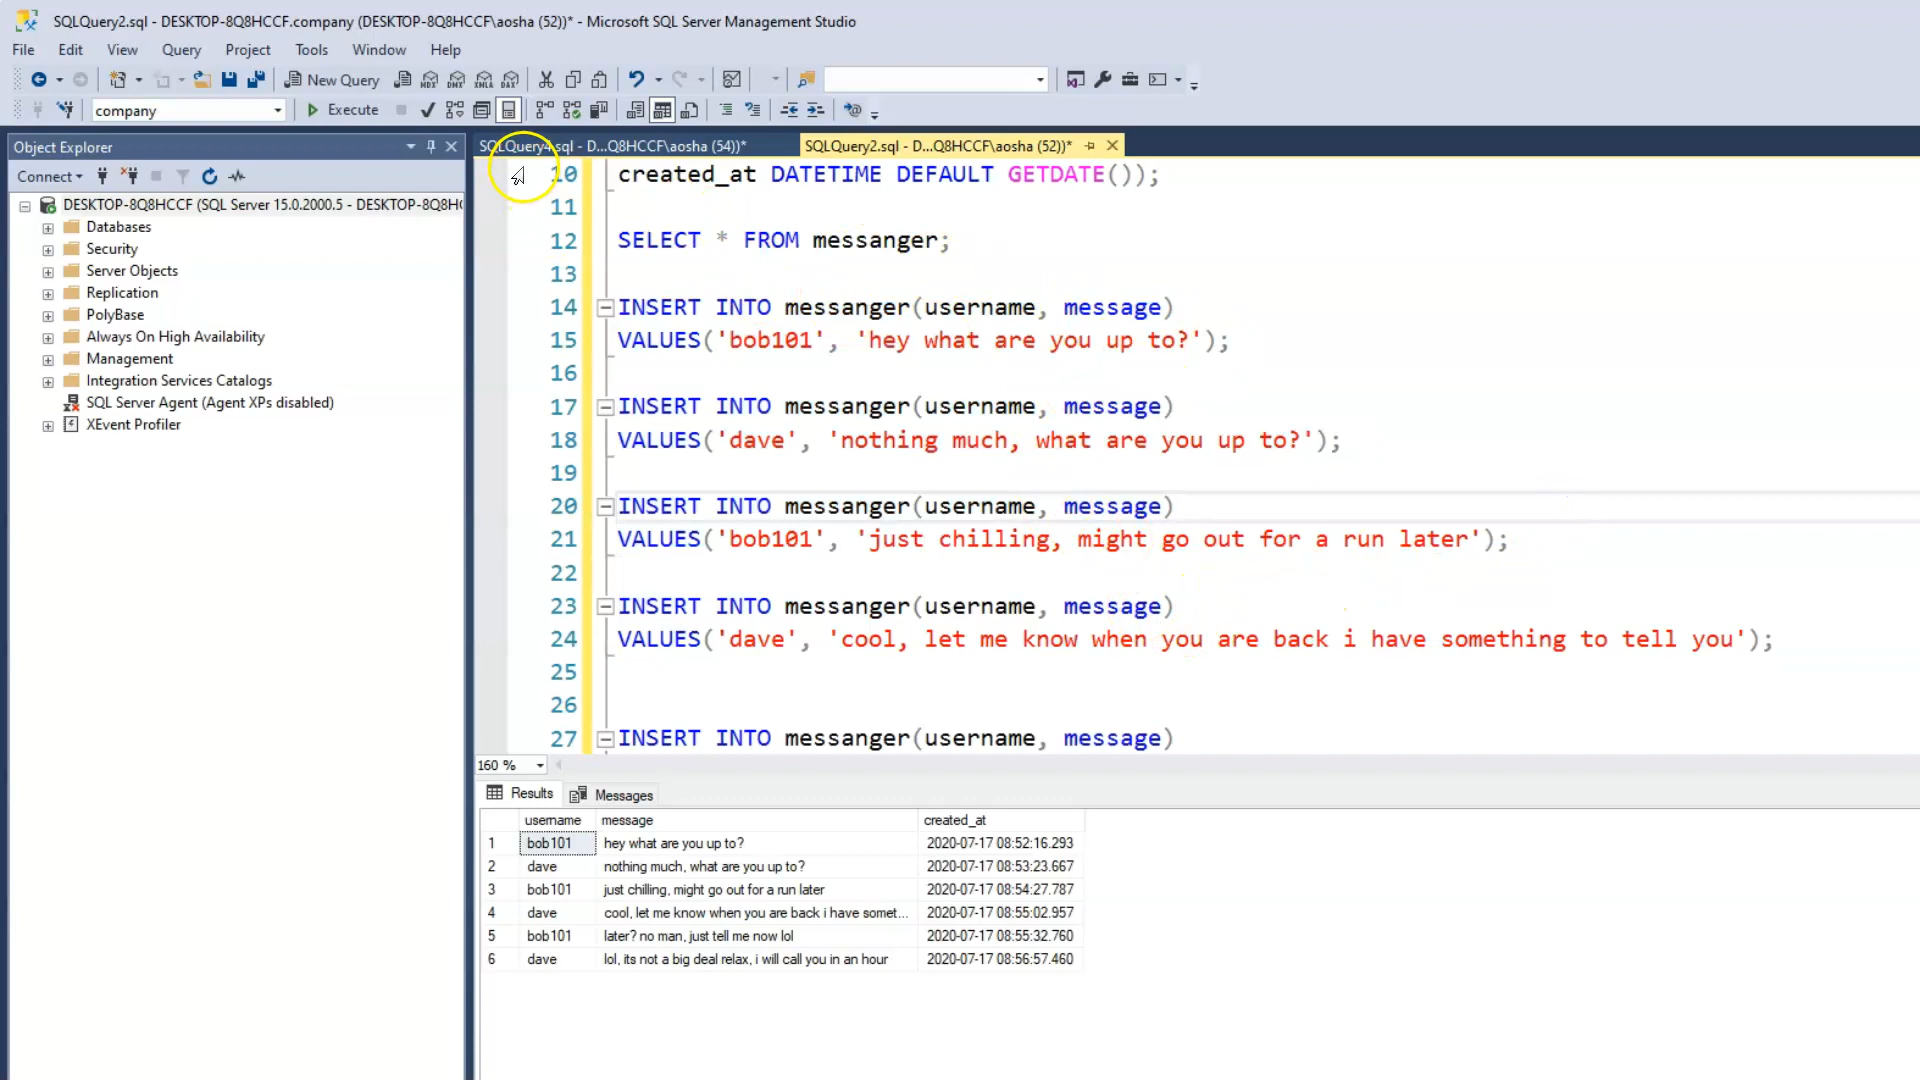 SQLQuery2.sql - DESKTOP-8Q8HCCF.company (DESKTOP-8Q8HCCF\aosha (52))* - Microsoft SQL Server Management Studio
File Edit View Query Project Tools Window Help
New Query MDX DMX XMLA DAX
company Execute
Object Explorer
Connect
DESKTOP-8Q8HCCF (SQL Server 15.0.2000.5 - DESKTOP-8Q8H
Databases
Security
Server Objects
Replication
PolyBase
Always On High Availability
Management
Integration Services Catalogs
SQL Server Agent (Agent XPs disabled)
XEvent Profiler
SQLQuery4.sql - D...Q8HCCF\aosha (54))* SQLQuery2.sql - D...Q8HCCF\aosha (52))*
10 created_at DATETIME DEFAULT GETDATE());
11
12 SELECT * FROM messanger;
13
14 INSERT INTO messanger(username, message)
15 VALUES('bob101', 'hey what are you up to?');
16
17 INSERT INTO messanger(username, message)
18 VALUES('dave', 'nothing much, what are you up to?');
19
20 INSERT INTO messanger(username, message)
21 VALUES('bob101', 'just chilling, might go out for a run later');
22
23 INSERT INTO messanger(username, message)
24 VALUES('dave', 'cool, let me know when you are back i have something to tell you');
25
26
27 INSERT INTO messanger(username, message)
160 %
Results Messages
username message created_at
1 bob101 hey what are you up to? 2020-07-17 08:52:16.293
2 dave nothing much, what are you up to? 2020-07-17 08:53:23.667
3 bob101 just chilling, might go out for a run later 2020-07-17 08:54:27.787
4 dave cool, let me know when you are back i have somet... 2020-07-17 08:55:02.957
5 bob101 later? no man, just tell me now lol 2020-07-17 08:55:32.760
6 dave lol, its not a big deal relax, i will call you in an hour 2020-07-17 08:56:57.460